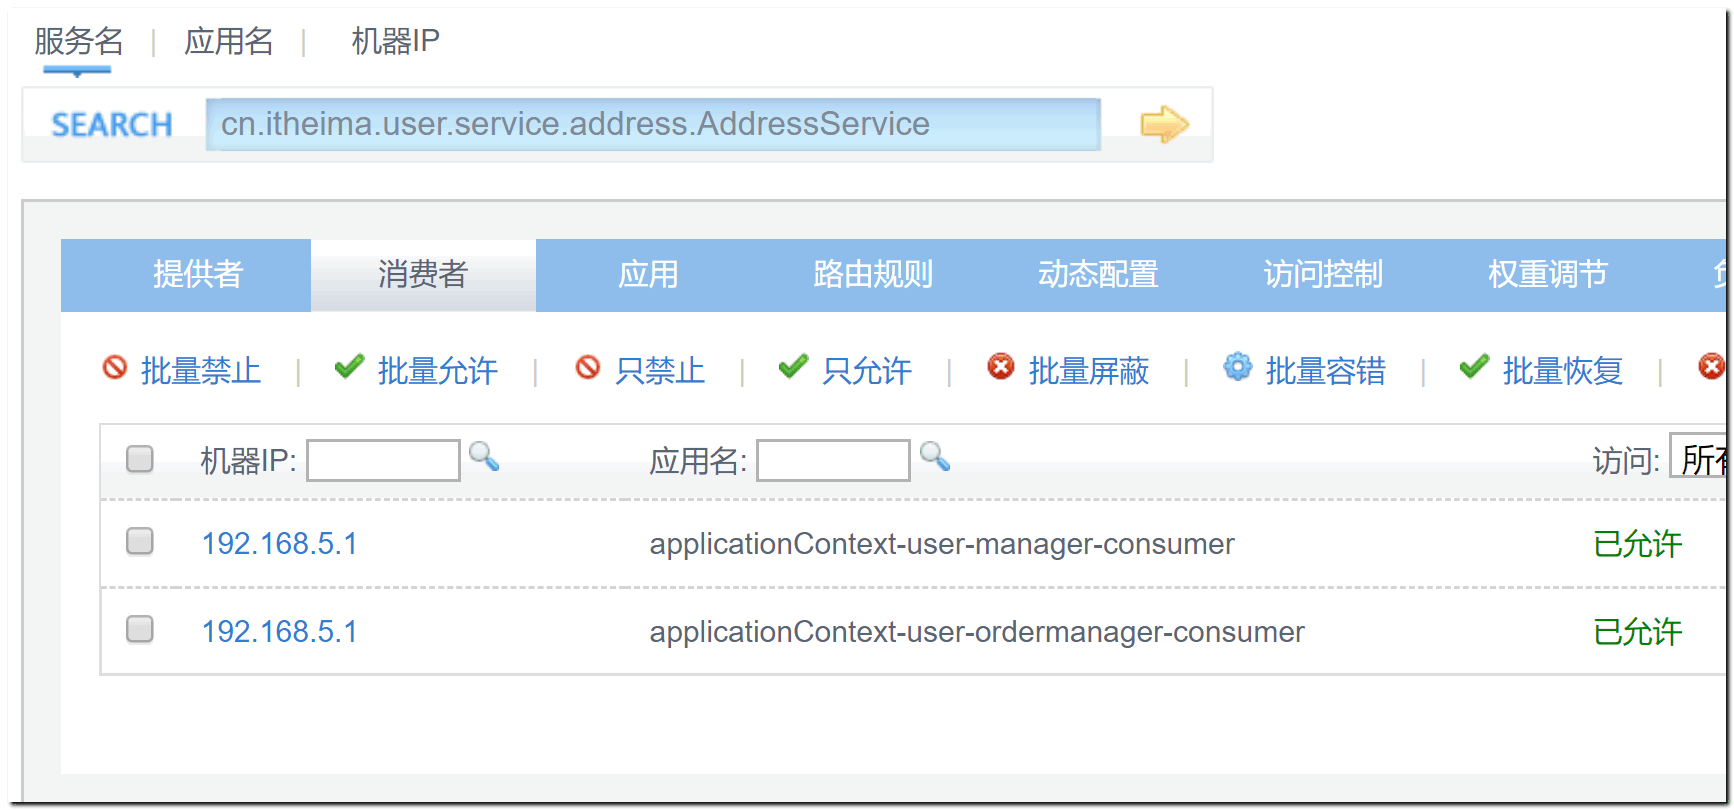 服务名 | 应用名 | 机器IP
SEARCH cn.itheima.user.service.address.AddressService
提供者 消费者 应用 路由规则 动态配置 访问控制 权重调节
批量禁止 | 批量允许 | 只禁止 | 只允许 | 批量屏蔽 | 批量容错 | 批量恢复 |
机器IP: 应用名: 访问: 所有
192.168.5.1 applicationContext-user-manager-consumer 已允许
192.168.5.1 applicationContext-user-ordermanager-consumer 已允许